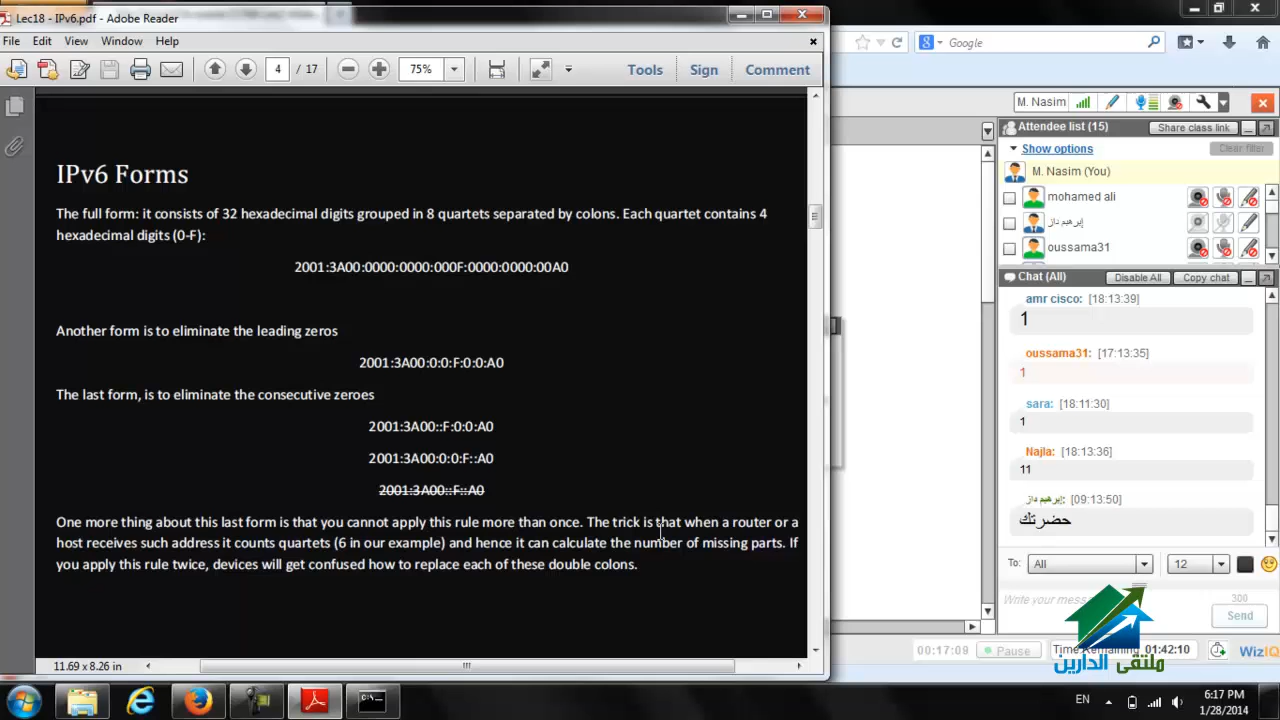 Lec18 - IPv6.pdf - Adobe Reader
File Edit View Window Help
4 / 17 75% Tools Sign Comment
IPv6 Forms
The full form: it consists of 32 hexadecimal digits grouped in 8 quartets separated by colons. Each quartet contains 4
hexadecimal digits (0-F):
2001:3A00:0000:0000:000F:0000:0000:00A0
Another form is to eliminate the leading zeros
2001:3A00:0:0:F:0:0:A0
The last form, is to eliminate the consecutive zeroes
2001:3A00::F:0:0:A0
2001:3A00:0:0:F::A0
2001:3A00::F::A0
One more thing about this last form is that you cannot apply this rule more than once. The trick is that when a router or a
host receives such address it counts quartets (6 in our example) and hence it can calculate the number of missing parts. If
you apply this rule twice, devices will get confused how to replace each of these double colons.
11.69 x 8.26 in
Google
M. Nasim
Attendee list (15) Share class link
Show options Clear filter
M. Nasim (You)
mohamed ali
إبرهيم داز
oussama31
Chat (All) Disable All Copy chat
amr cisco: [18:13:39]
1
oussama31: [17:13:35]
1
sara: [18:11:30]
1
Najla: [18:13:36]
11
إبرهيم داز: [09:13:50]
حضرتك
To: All 12
Write your mess
300
Send
00:17:09 Pause Time Remaining 01:42:10 WizIQ
ملتقى الدارين
EN 6:17 PM
1/28/2014